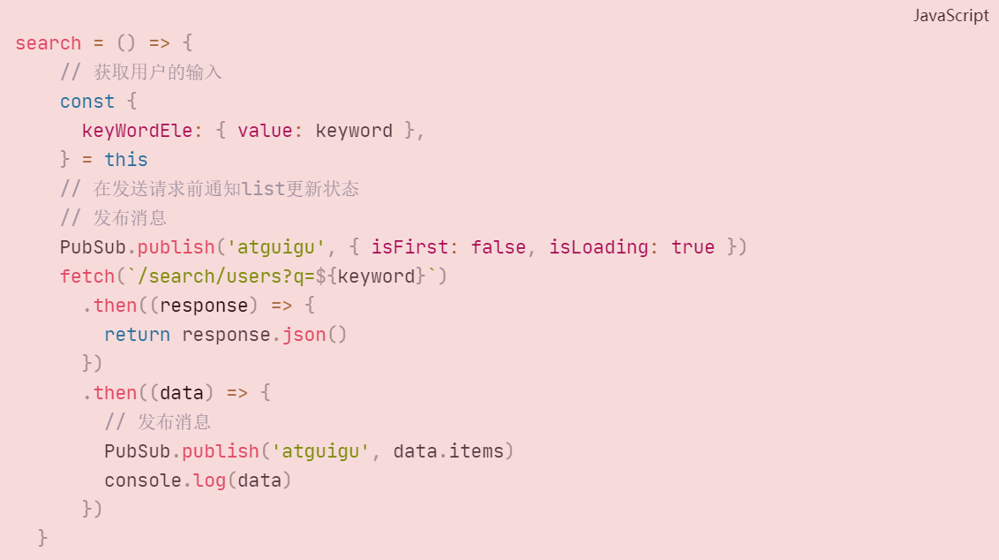 JavaScript
search = () => {
    // 获取用户的输入
    const {
      keyWordEle: { value: keyword },
    } = this
    // 在发送请求前通知list更新状态
    // 发布消息
    PubSub.publish('atguigu', { isFirst: false, isLoading: true })
    fetch(`/search/users?q=${keyword}`)
      .then((response) => {
        return response.json()
      })
      .then((data) => {
        // 发布消息
        PubSub.publish('atguigu', data.items)
        console.log(data)
      })
  }